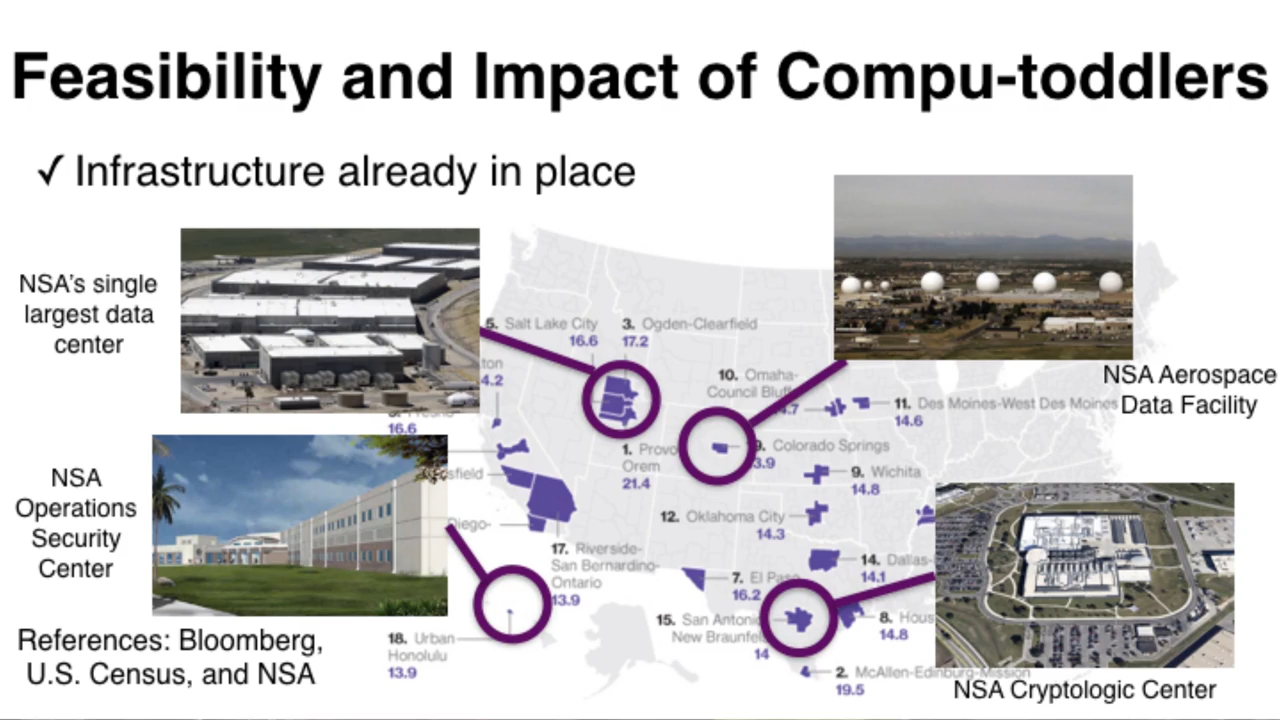 Feasibility and Impact of Compu-toddlers
✓ Infrastructure already in place
NSA's single
largest data
center
NSA
Operations
Security
Center
References: Bloomberg,
U.S. Census, and NSA
5. Salt Lake City
16.6
3. Ogden-Clearfield
17.2
4.2
16.6
1. Provo
Orem
21.4
10. Omaha-
Council Bluff
11. Des Moines-West Des Moines
14.6
Colorado Springs
9. Wichita
14.8
12. Oklahoma City
14.3
14. Dallas-
14.1
Diego-
17. Riverside-
San Bernardino-
Ontario
13.9
7. El Paso
16.2
15. San Antonio
New Braunfel
14
8. Hous
14.8
18. Urban
Honolulu
13.9
2. McAllen-Edinburg-Mission
19.5
NSA Aerospace
Data Facility
NSA Cryptologic Center